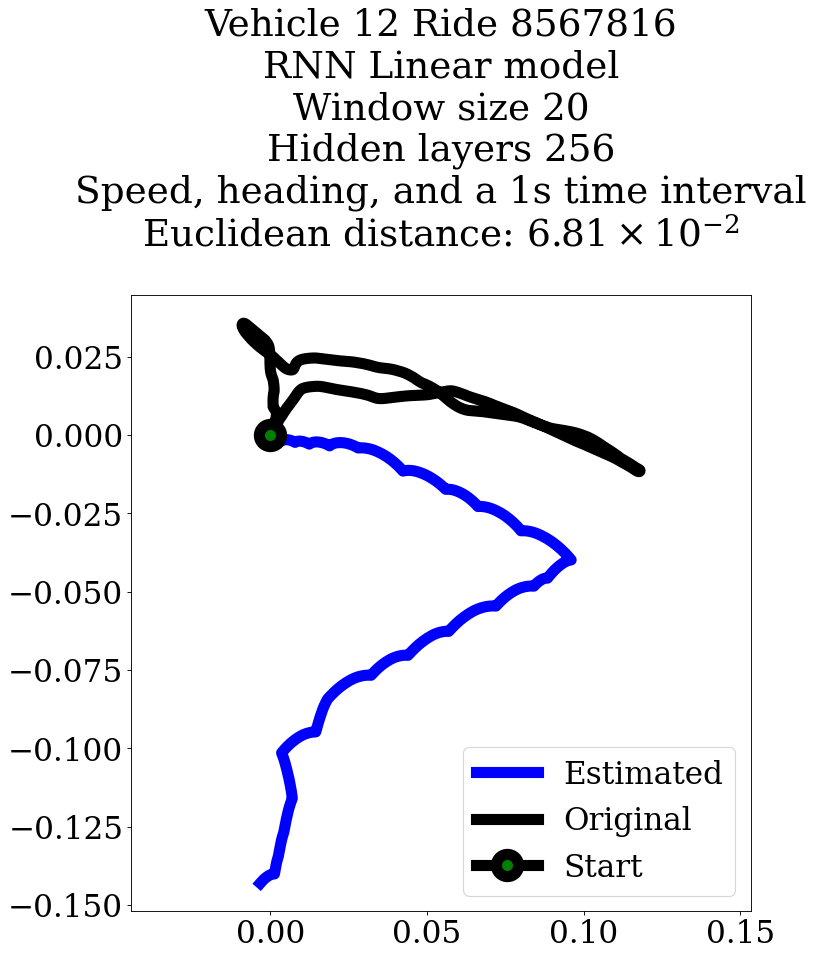 Vehicle 12 Ride 8567816
RNN Linear model
Window size 20
Hidden layers 256
Speed, heading, and a 1s time interval
Euclidean distance: 6.81 × 10⁻²
0.025
0.000
−0.025
−0.050
−0.075
−0.100
−0.125
−0.150
Estimated
Original
Start
0.00 0.05 0.10 0.15